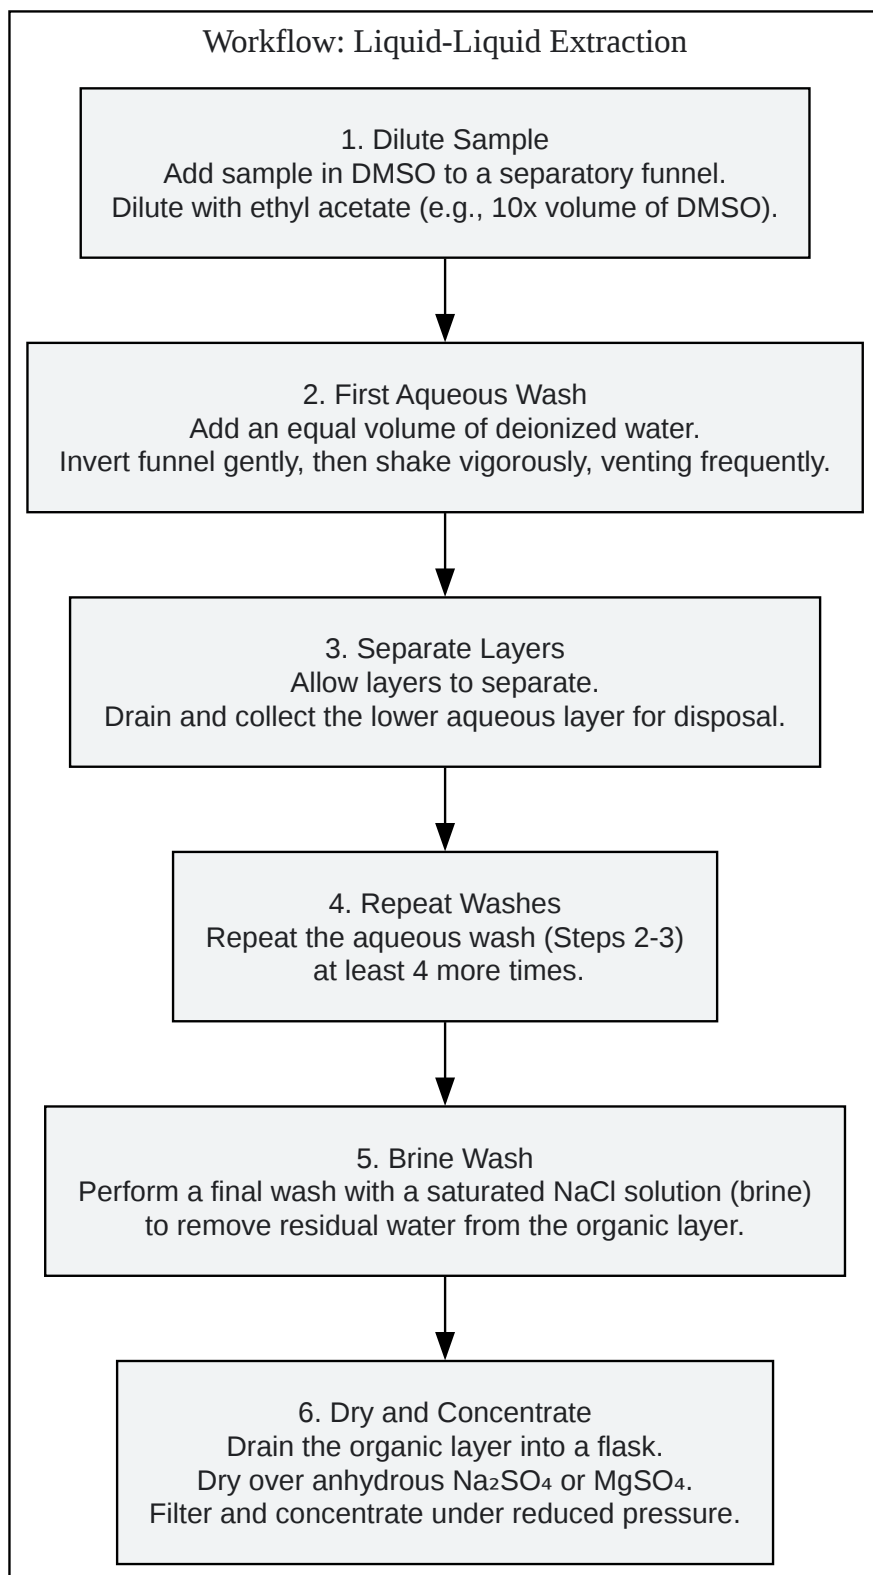 Workflow: Liquid-Liquid Extraction
1. Dilute Sample
Add sample in DMSO to a separatory funnel.
Dilute with ethyl acetate (e.g., 10x volume of DMSO).
2. First Aqueous Wash
Add an equal volume of deionized water.
Invert funnel gently, then shake vigorously, venting frequently.
3. Separate Layers
Allow layers to separate.
Drain and collect the lower aqueous layer for disposal.
4. Repeat Washes
Repeat the aqueous wash (Steps 2-3)
at least 4 more times.
5. Brine Wash
Perform a final wash with a saturated NaCl solution (brine)
to remove residual water from the organic layer.
6. Dry and Concentrate
Drain the organic layer into a flask.
Dry over anhydrous Na₂SO₄ or MgSO₄.
Filter and concentrate under reduced pressure.